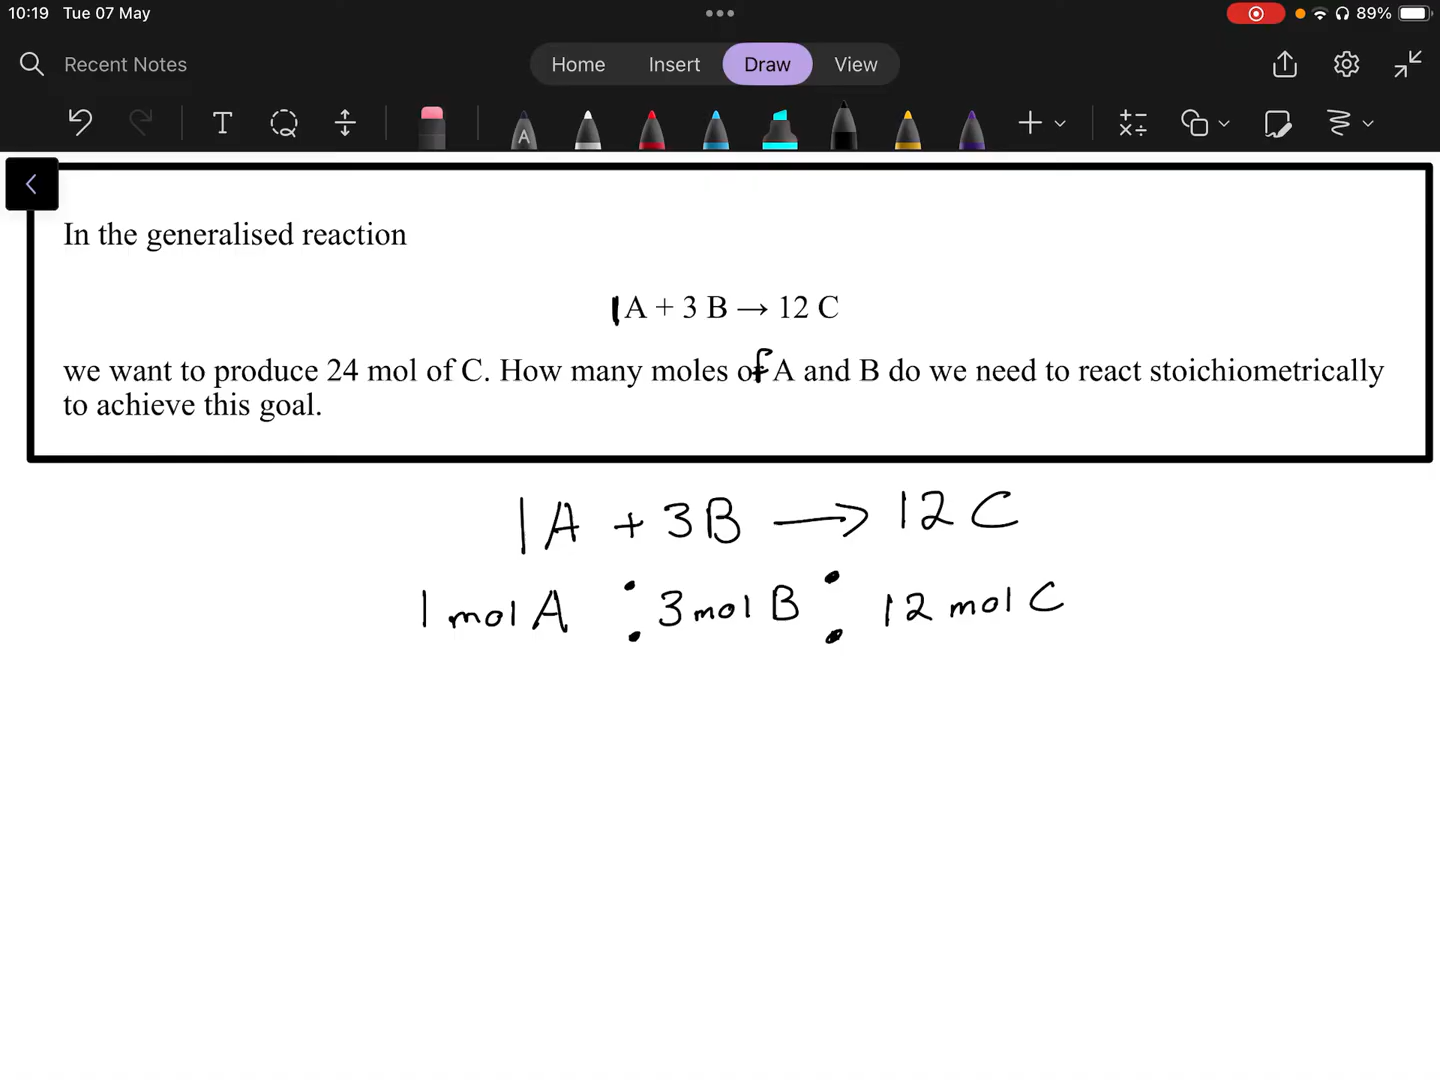 10:19 Tue 07 May 89%
Recent Notes Home Insert Draw View
T A
In the generalised reaction
1A + 3 B → 12 C
we want to produce 24 mol of C. How many moles of A and B do we need to react stoichiometrically
to achieve this goal.
1A + 3B → 12 C
1 mol A : 3 mol B : 12 mol C